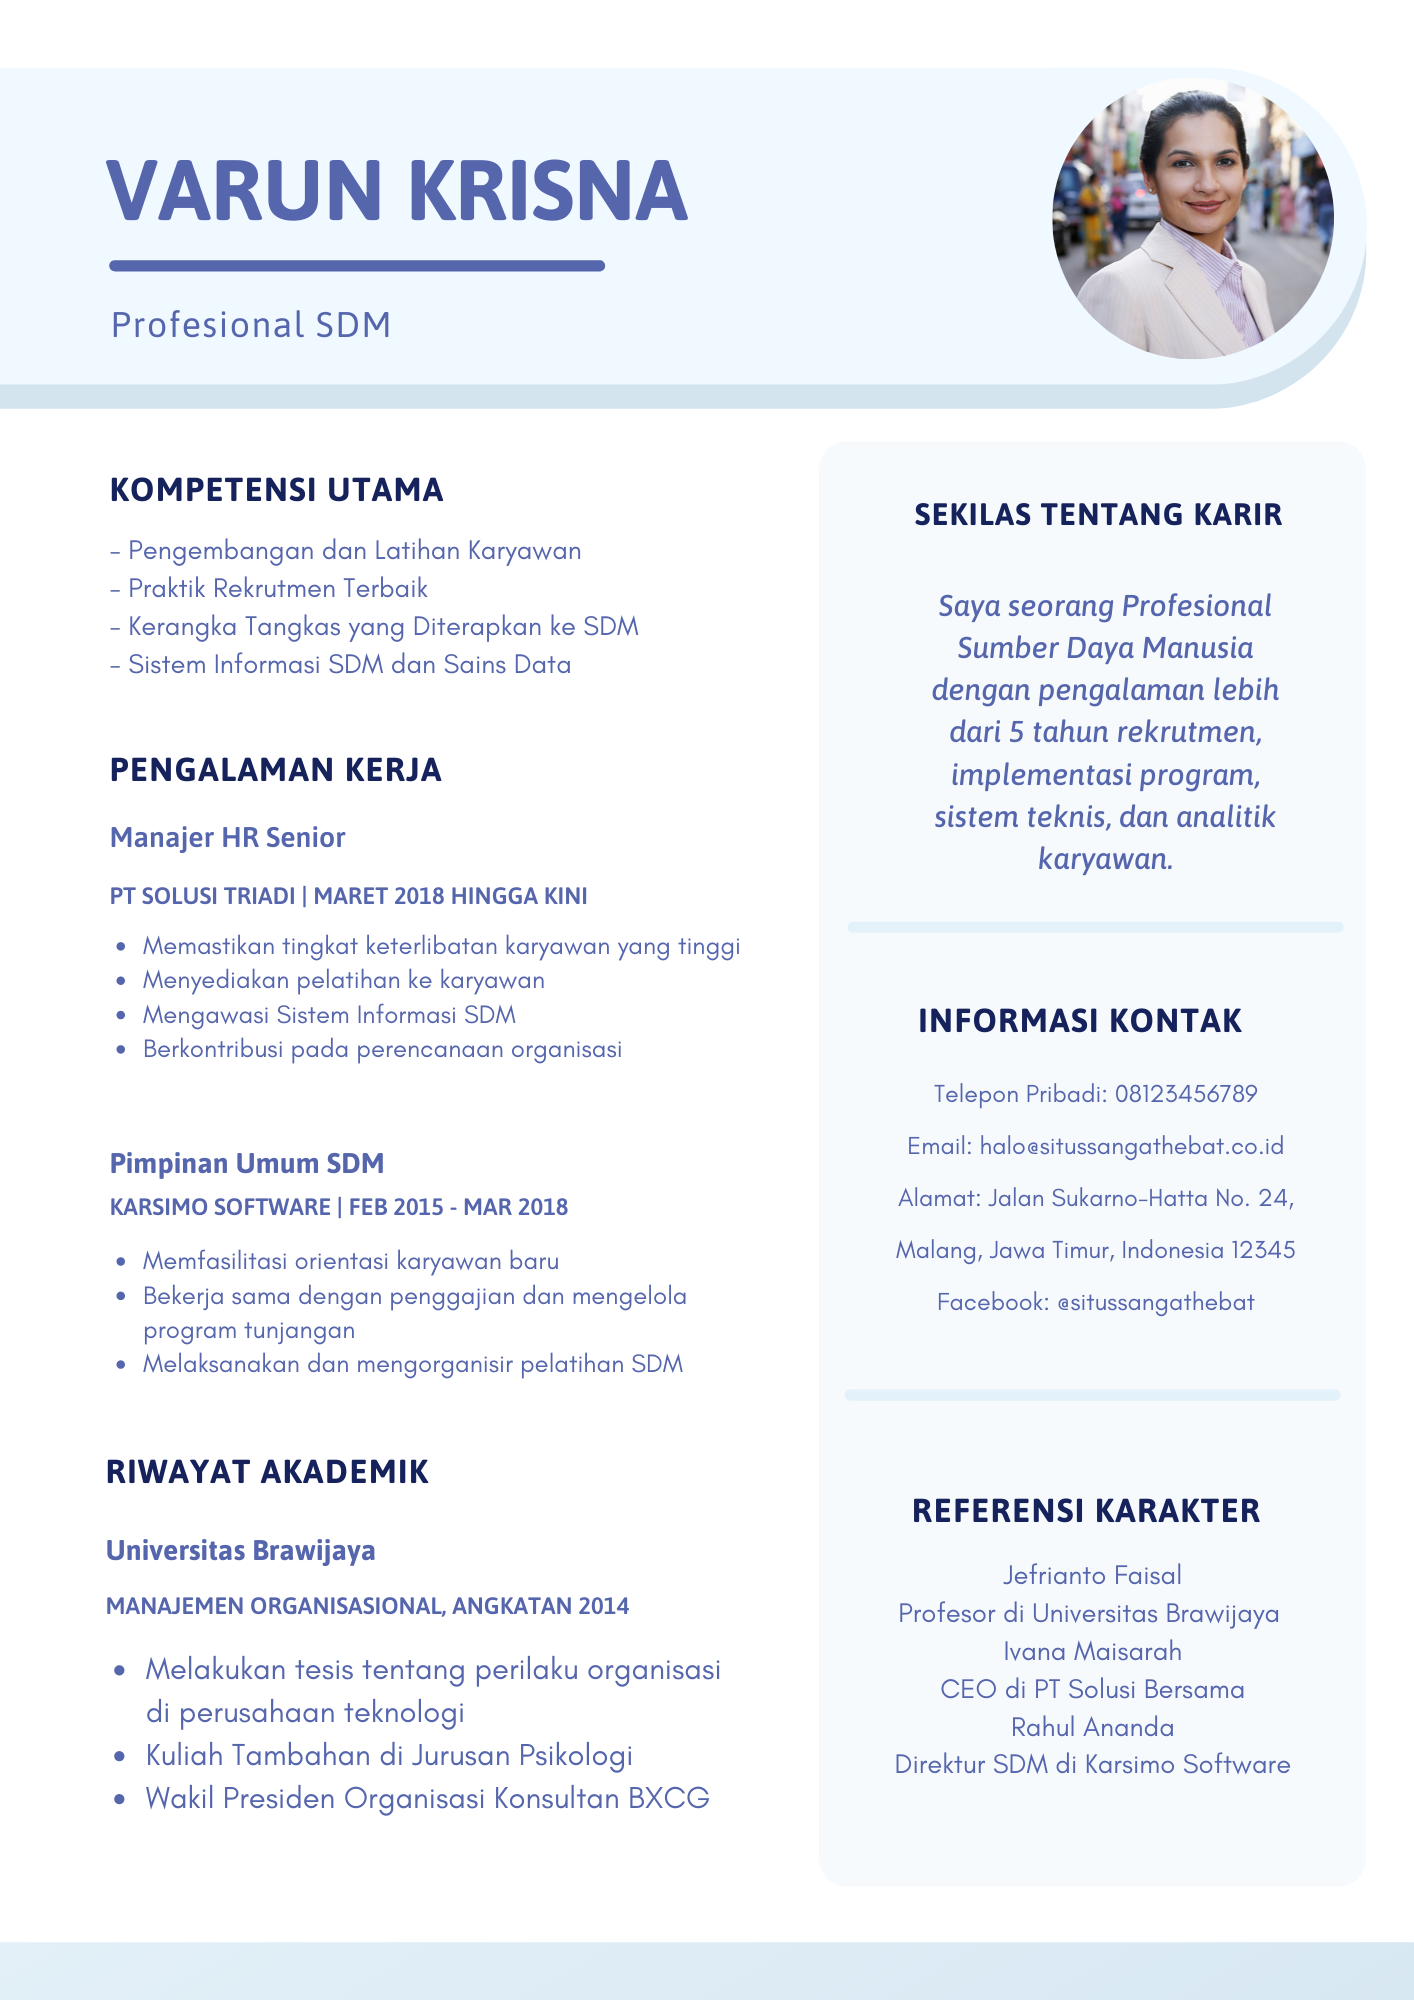 VARUN KRISNA
Profesional SDM
KOMPETENSI UTAMA
- Pengembangan dan Latihan Karyawan
- Praktik Rekrutmen Terbaik
- Kerangka Tangkas yang Diterapkan ke SDM
- Sistem Informasi SDM dan Sains Data
PENGALAMAN KERJA
Manajer HR Senior
PT SOLUSI TRIADI | MARET 2018 HINGGA KINI
• Memastikan tingkat keterlibatan karyawan yang tinggi
• Menyediakan pelatihan ke karyawan
• Mengawasi Sistem Informasi SDM
• Berkontribusi pada perencanaan organisasi
Pimpinan Umum SDM
KARSIMO SOFTWARE | FEB 2015 - MAR 2018
• Memfasilitasi orientasi karyawan baru
• Bekerja sama dengan penggajian dan mengelola
program tunjangan
• Melaksanakan dan mengorganisir pelatihan SDM
RIWAYAT AKADEMIK
Universitas Brawijaya
MANAJEMEN ORGANISASIONAL, ANGKATAN 2014
• Melakukan tesis tentang perilaku organisasi
di perusahaan teknologi
• Kuliah Tambahan di Jurusan Psikologi
• Wakil Presiden Organisasi Konsultan BXCG
SEKILAS TENTANG KARIR
Saya seorang Profesional
Sumber Daya Manusia
dengan pengalaman lebih
dari 5 tahun rekrutmen,
implementasi program,
sistem teknis, dan analitik
karyawan.
INFORMASI KONTAK
Telepon Pribadi: 08123456789
Email: halo@situssangathebat.co.id
Alamat: Jalan Sukarno-Hatta No. 24,
Malang, Jawa Timur, Indonesia 12345
Facebook: @situssangathebat
REFERENSI KARAKTER
Jefrianto Faisal
Profesor di Universitas Brawijaya
Ivana Maisarah
CEO di PT Solusi Bersama
Rahul Ananda
Direktur SDM di Karsimo Software